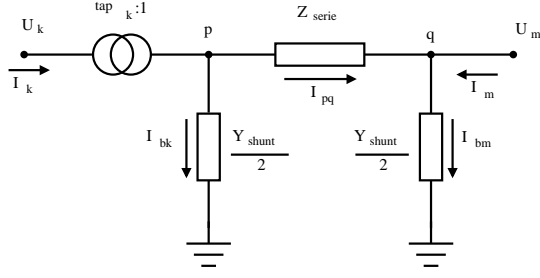 tap k:1
Z serie
U k
p
q
U m
I k
I pq
I m
I bk
Y shunt
2
Y shunt
2
I bm